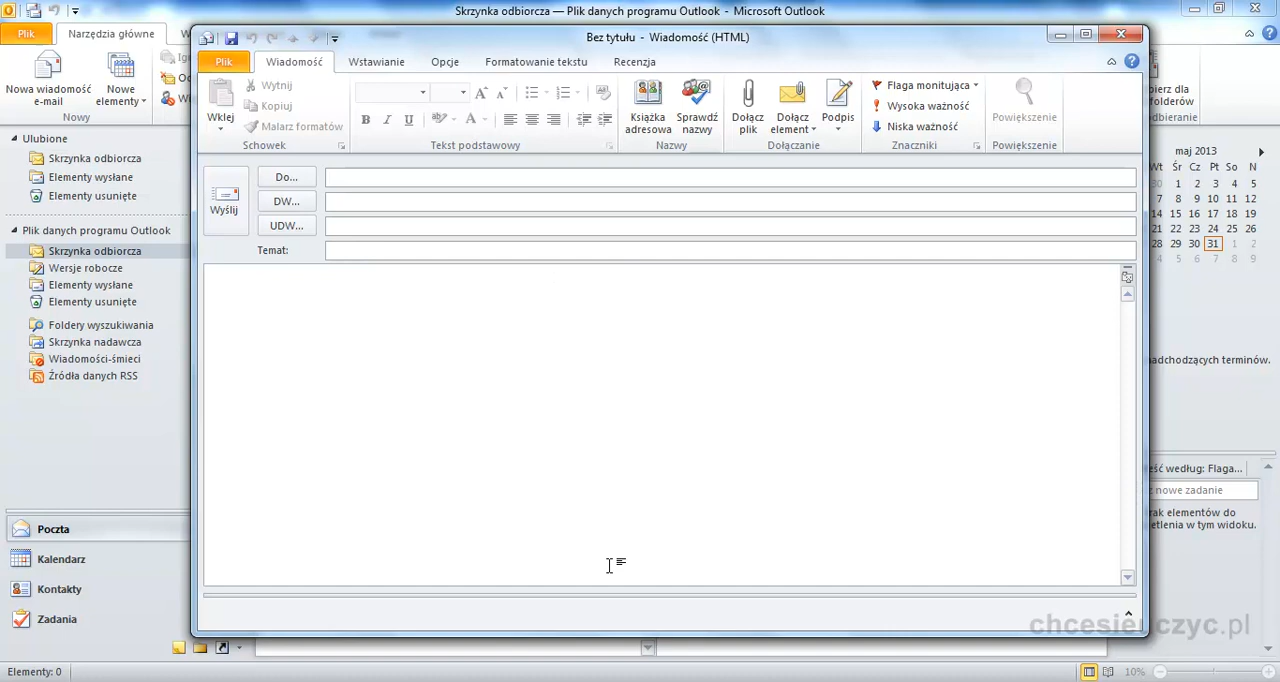 Skrzynka odbiorcza — Plik danych programu Outlook - Microsoft Outlook
Plik
Narzędzia główne
Nowa wiadomość e-mail
Nowe elementy
Nowy
Ulubione
Skrzynka odbiorcza
Elementy wysłane
Elementy usunięte
Plik danych programu Outlook
Skrzynka odbiorcza
Wersje robocze
Elementy wysłane
Elementy usunięte
Foldery wyszukiwania
Skrzynka nadawcza
Wiadomości-śmieci
Źródła danych RSS
Poczta
Kalendarz
Kontakty
Zadania
Elementy: 0
Bez tytułu - Wiadomość (HTML)
Plik Wiadomość Wstawianie Opcje Formatowanie tekstu Recenzja
Wklej
Wytnij
Kopiuj
Malarz formatów
Schowek
B I U
A
Tekst podstawowy
Książka adresowa
Sprawdź nazwy
Nazwy
Dołącz plik
Dołącz element
Podpis
Dołączanie
Flaga monitująca
Wysoka ważność
Niska ważność
Znaczniki
Powiększenie
Powiększenie
Wyślij
Do...
DW...
UDW...
Temat:
maj 2013
Wt Śr Cz Pt So N
30 1 2 3 4 5
7 8 9 10 11 12
14 15 16 17 18 19
21 22 23 24 25 26
28 29 30 31 1 2
4 5 6 7 8 9
nadchodzących terminów.
chcesieuczyc.pl
10%